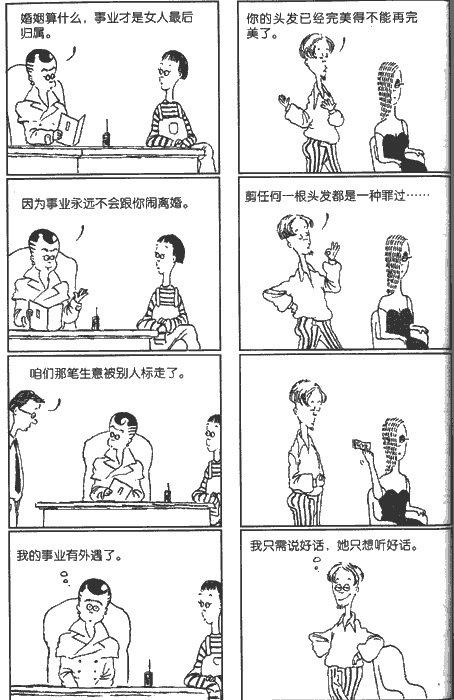 婚姻算什么，事业才是女人最后
归属。
因为事业永远不会跟你闹离婚。
咱们那笔生意被别人标走了。
我的事业有外遇了。
你的头发已经完美得不能再完
美了。
剪任何一根头发都是一种罪过……
我只需说好话，她只想听好话。